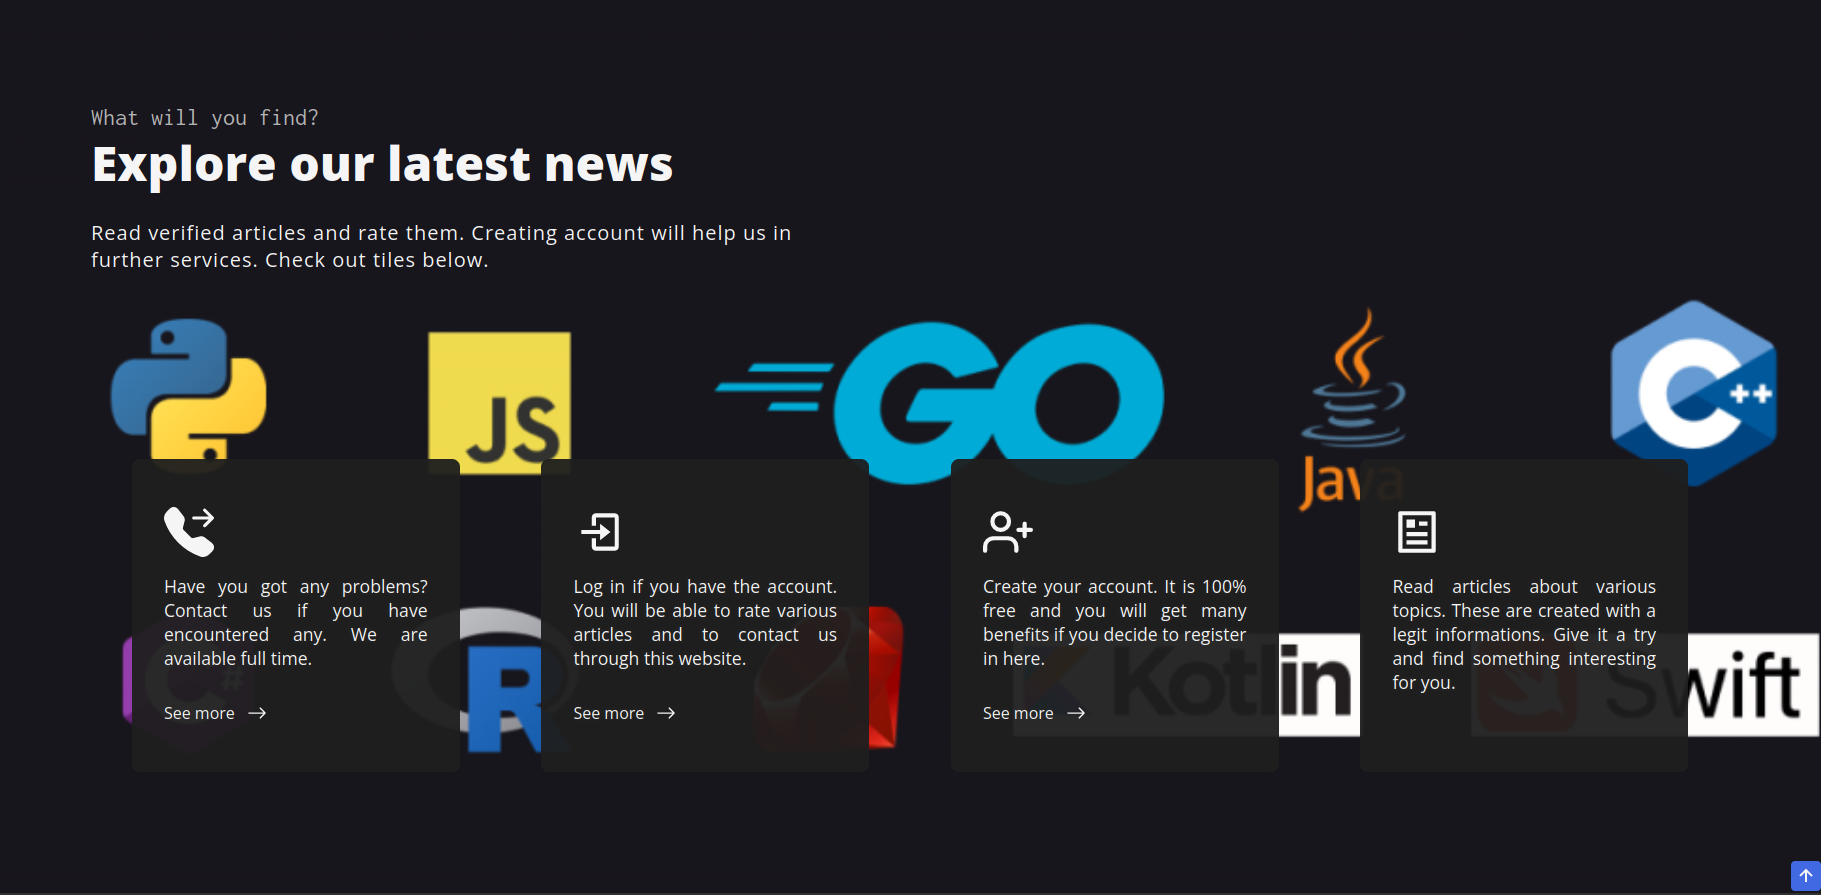 What will you find?
Explore our latest news
Read verified articles and rate them. Creating account will help us in
further services. Check out tiles below.
JS
GO
Java
C++
Have you got any problems?
Contact us if you have
encountered any. We are
available full time.
See more
Log in if you have the account.
You will be able to rate various
articles and to contact us
through this website.
See more
Create your account. It is 100%
free and you will get many
benefits if you decide to register
in here.
See more
Read articles about various
topics. These are created with a
legit informations. Give it a try
and find something interesting
for you.
C#
R
Kotlin
Swift